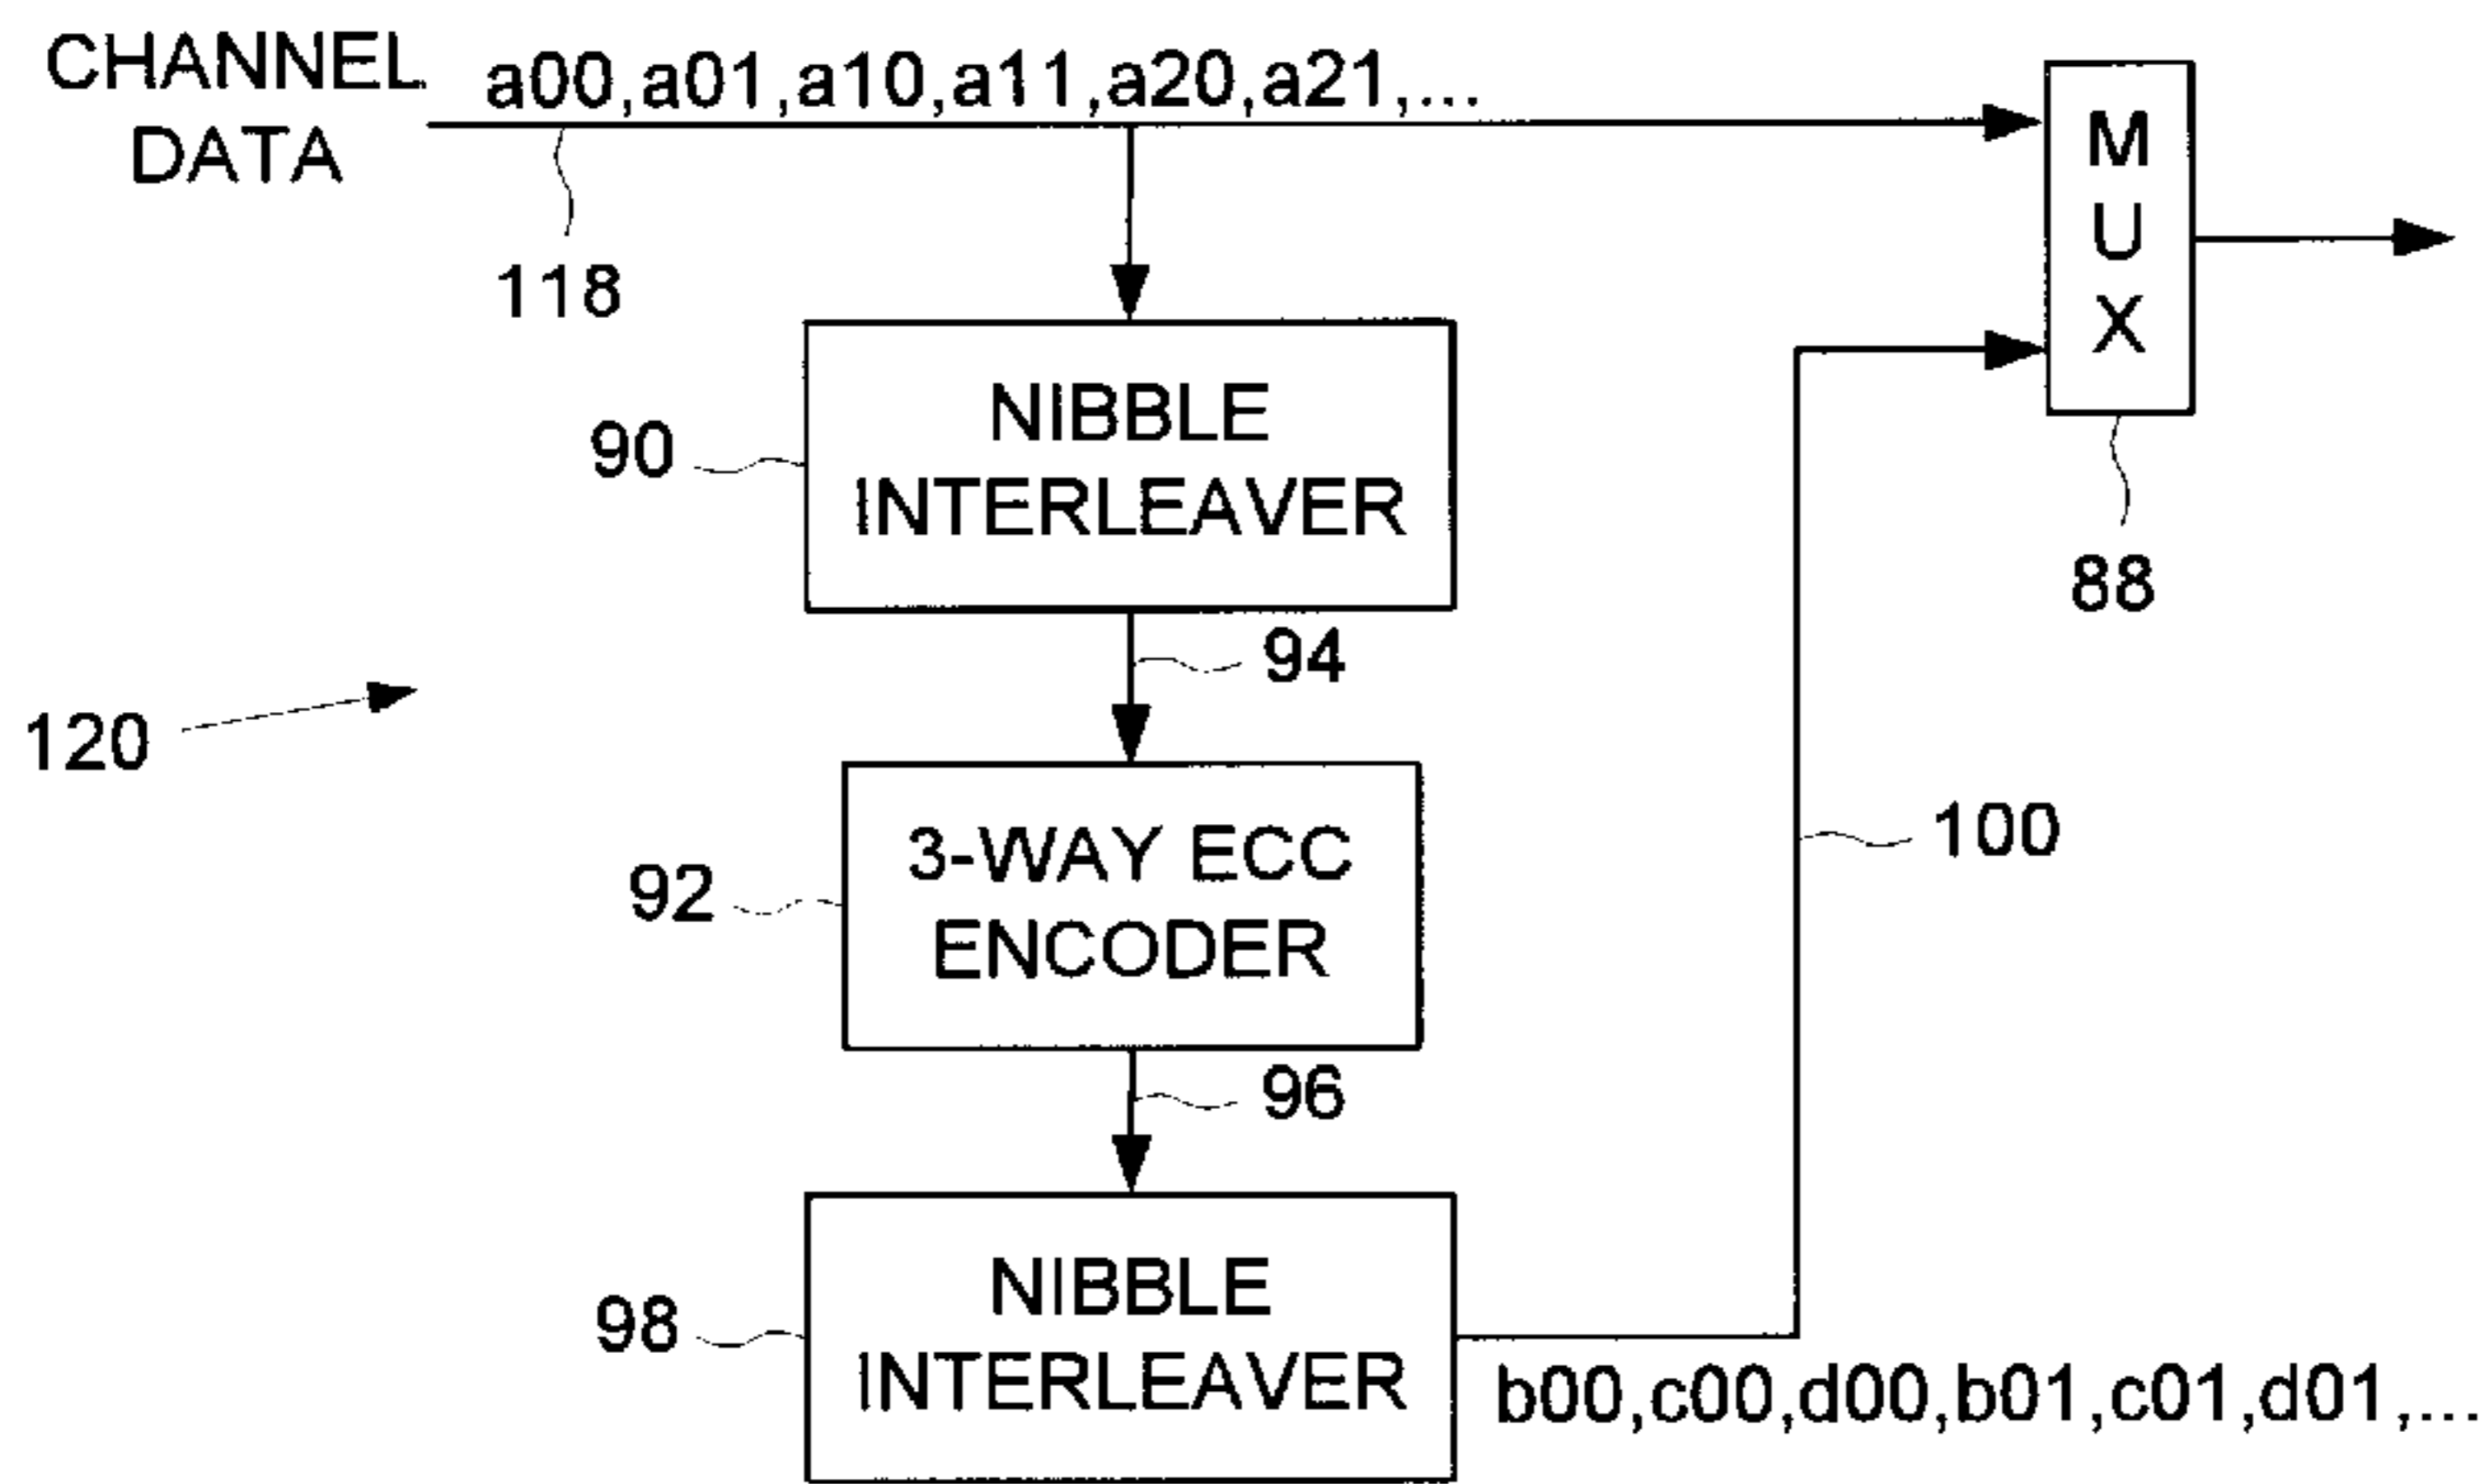 CHANNEL
DATA
a00,a01,a10,a11,a20,a21,...
118
M
U
X
88
NIBBLE
INTERLEAVER
90
94
120
3-WAY ECC
ENCODER
92
100
96
NIBBLE
INTERLEAVER
98
b00,c00,d00,b01,c01,d01,...